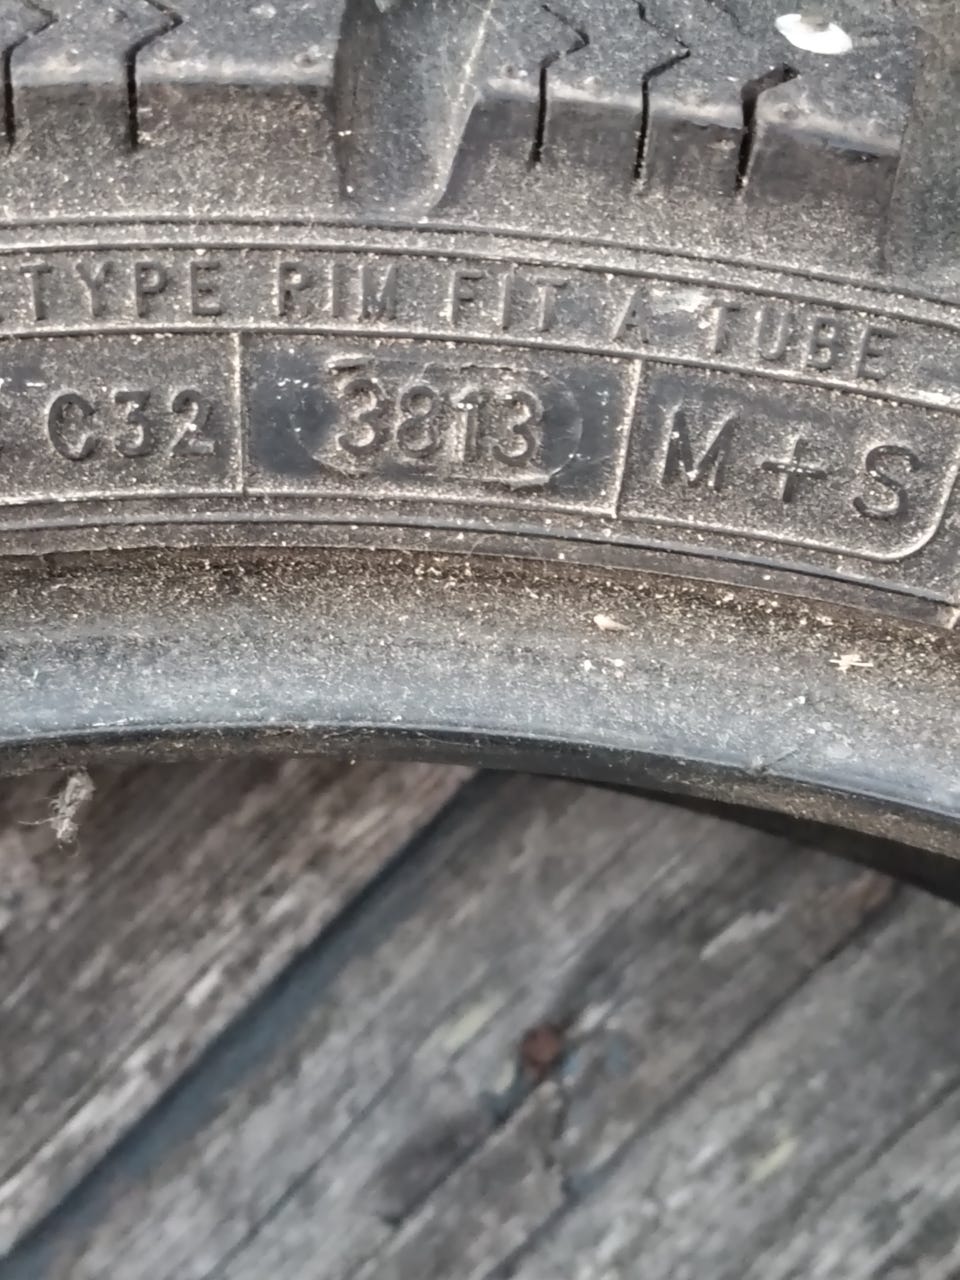 TYPE RIM FIT A TUBE
C32 3813 M+S